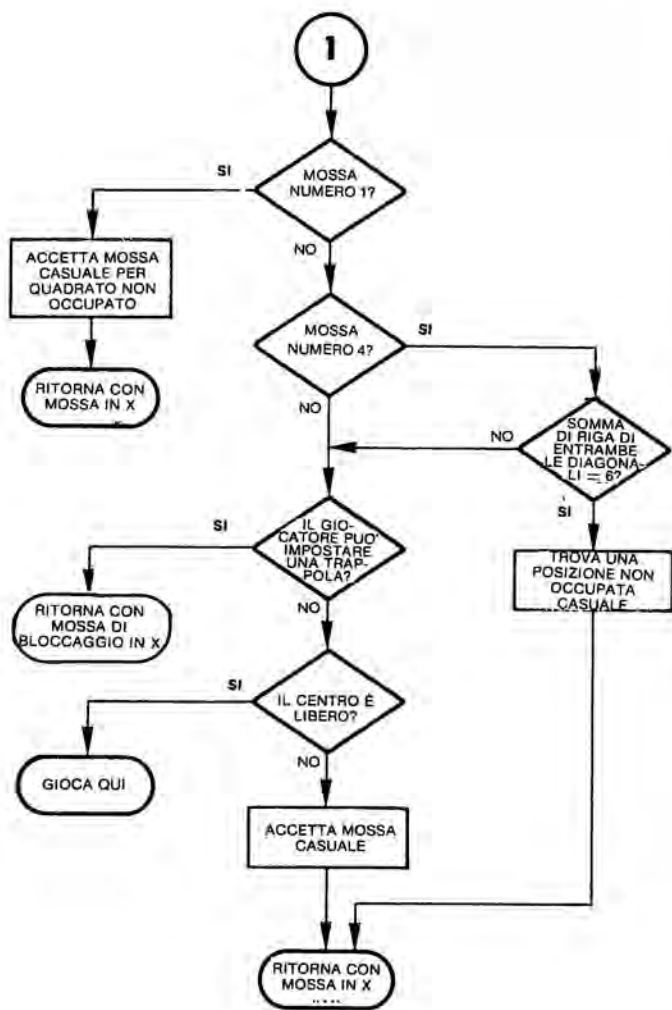 1
MOSSA
NUMERO 1?
SI
NO
ACCETTA MOSSA
CASUALE PER
QUADRATO NON
OCCUPATO
RITORNA CON
MOSSA IN X
MOSSA
NUMERO 4?
SI
NO
SOMMA
DI RIGA DI
ENTRAMBE
LE DIAGONA-
LI = 6?
NO
SI
TROVA UNA
POSIZIONE NON
OCCUPATA
CASUALE
IL GIO-
CATORE PUO'
IMPOSTARE
UNA TRAP-
POLA?
SI
NO
RITORNA CON
MOSSA DI
BLOCCAGGIO IN X
IL CENTRO É
LIBERO?
SI
NO
GIOCA QUI
ACCETTA MOSSA
CASUALE
RITORNA CON
MOSSA IN X